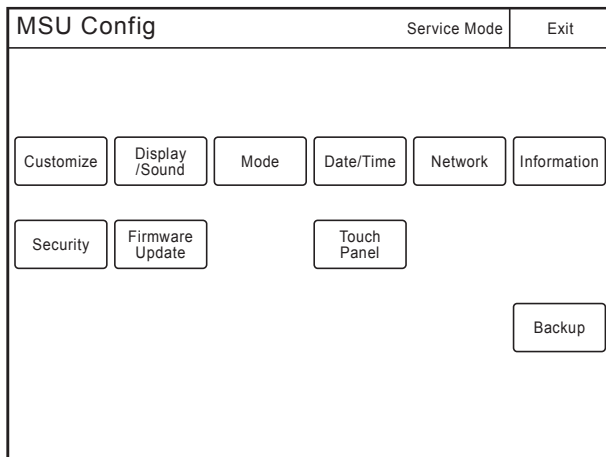 MSU Config
Service Mode
Exit
Customize
Display
/Sound
Mode
Date/Time
Network
Information
Security
Firmware
Update
Touch
Panel
Backup